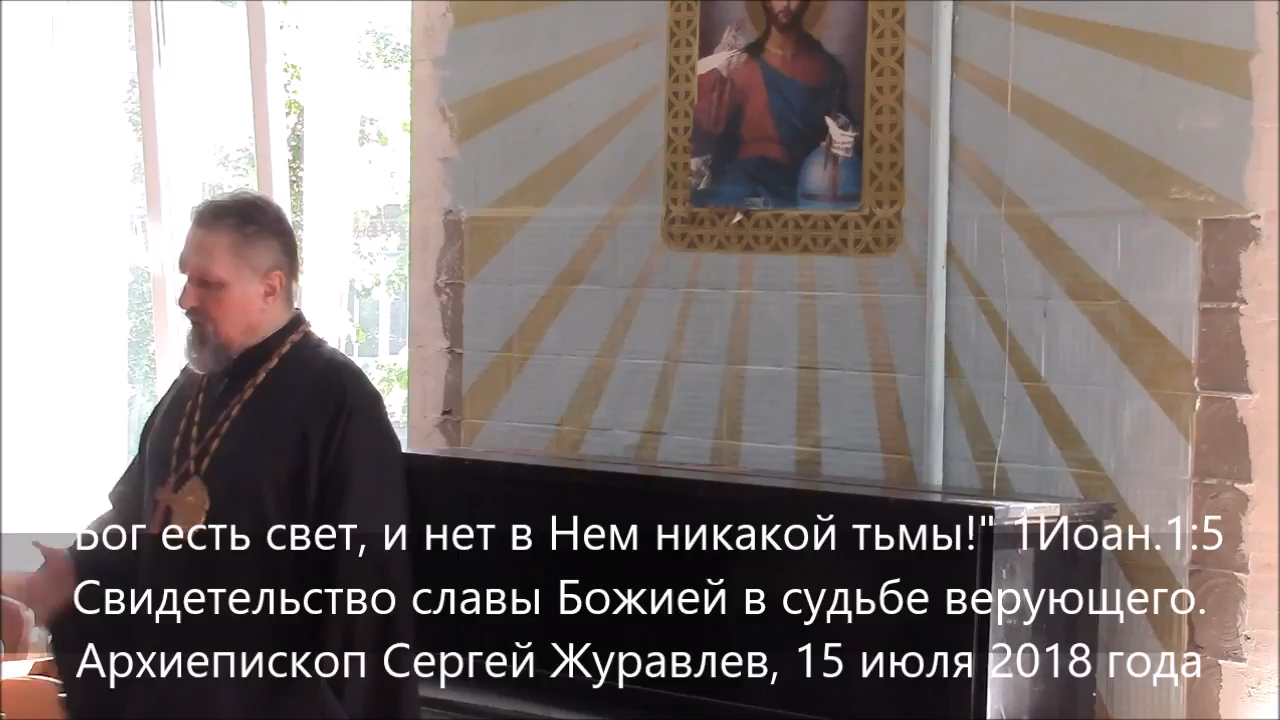 Бог есть свет, и нет в Нем никакой тьмы!" 1Иоан.1:5
Свидетельство славы Божией в судьбе верующего.
Архиепископ Сергей Журавлев, 15 июля 2018 года